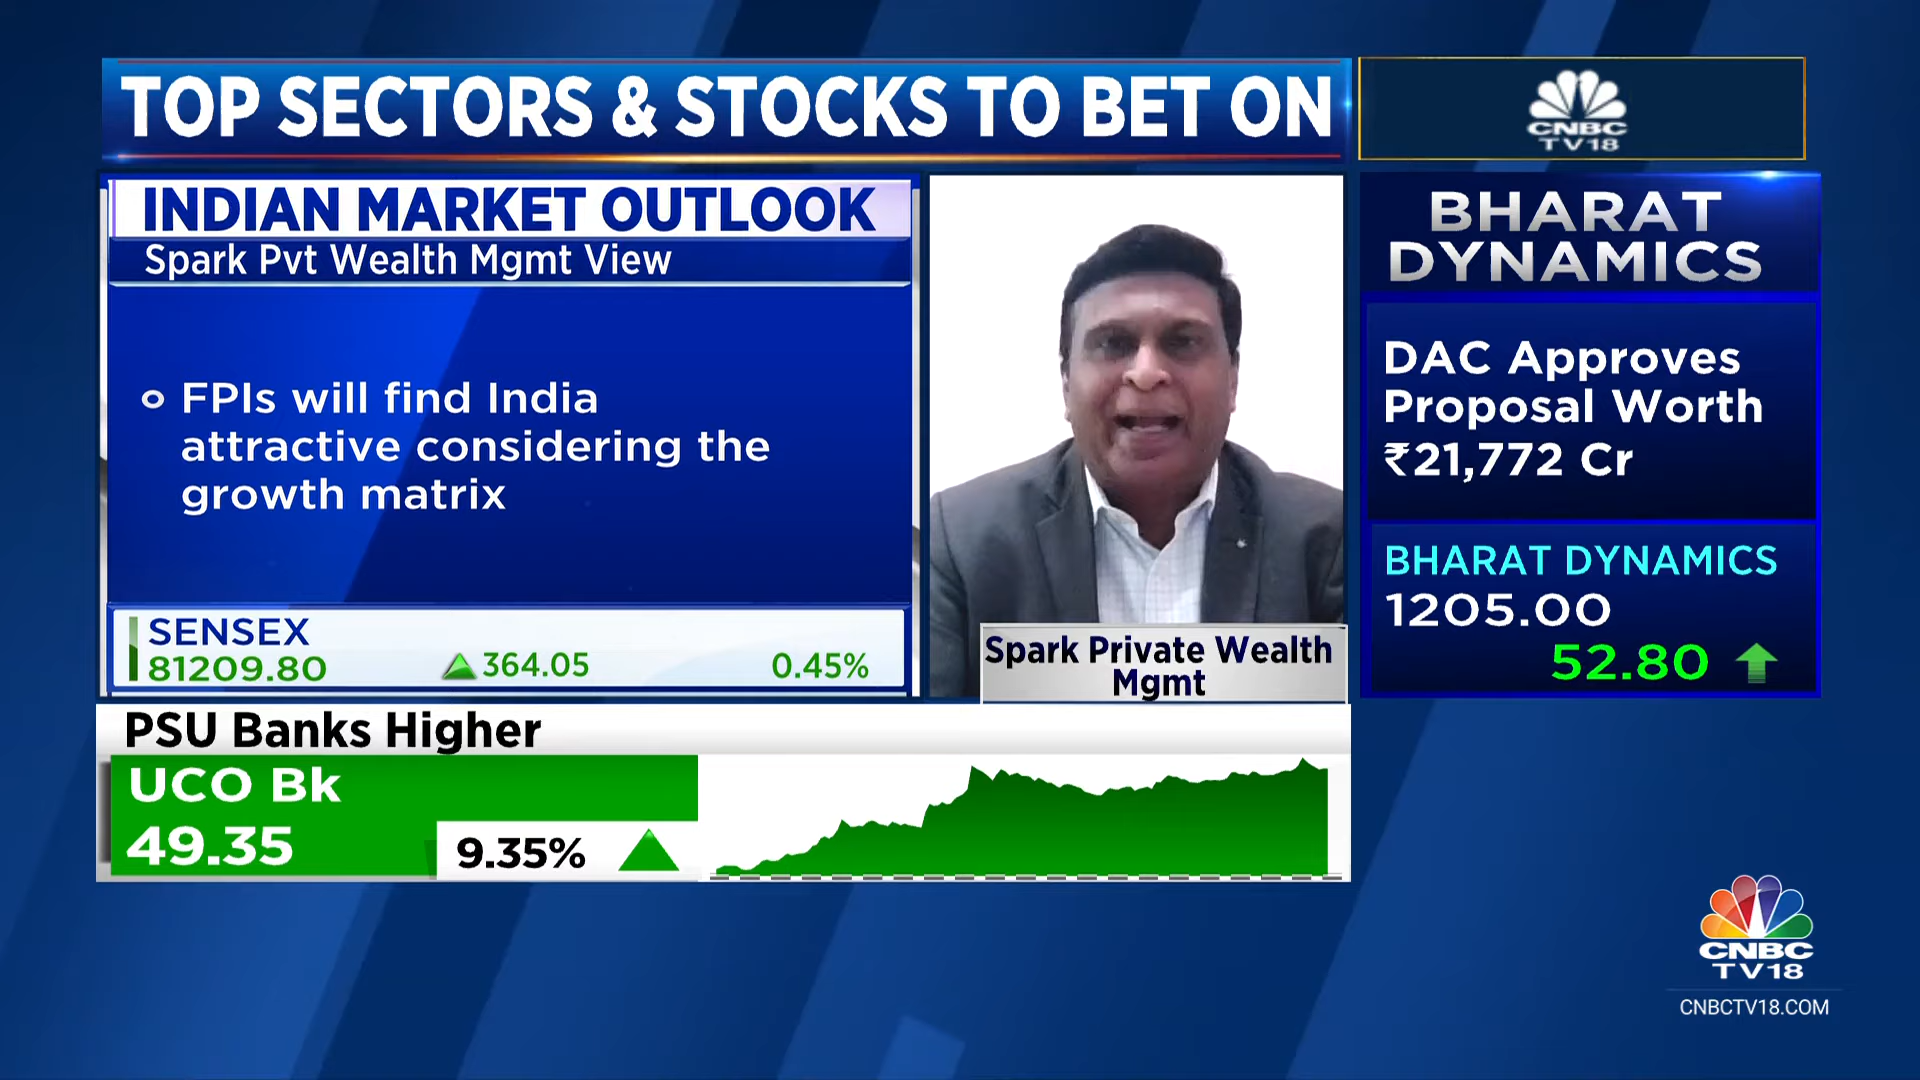 TOP SECTORS & STOCKS TO BET ON
CNBC
TV18
INDIAN MARKET OUTLOOK
Spark Pvt Wealth Mgmt View
FPIs will find India
attractive considering the
growth matrix
SENSEX
81209.80 364.05 0.45%
Spark Private Wealth
Mgmt
BHARAT
DYNAMICS
DAC Approves
Proposal Worth
₹21,772 Cr
BHARAT DYNAMICS
1205.00
52.80
PSU Banks Higher
UCO Bk
49.35
9.35%
CNBC
TV18
CNBCTV18.COM